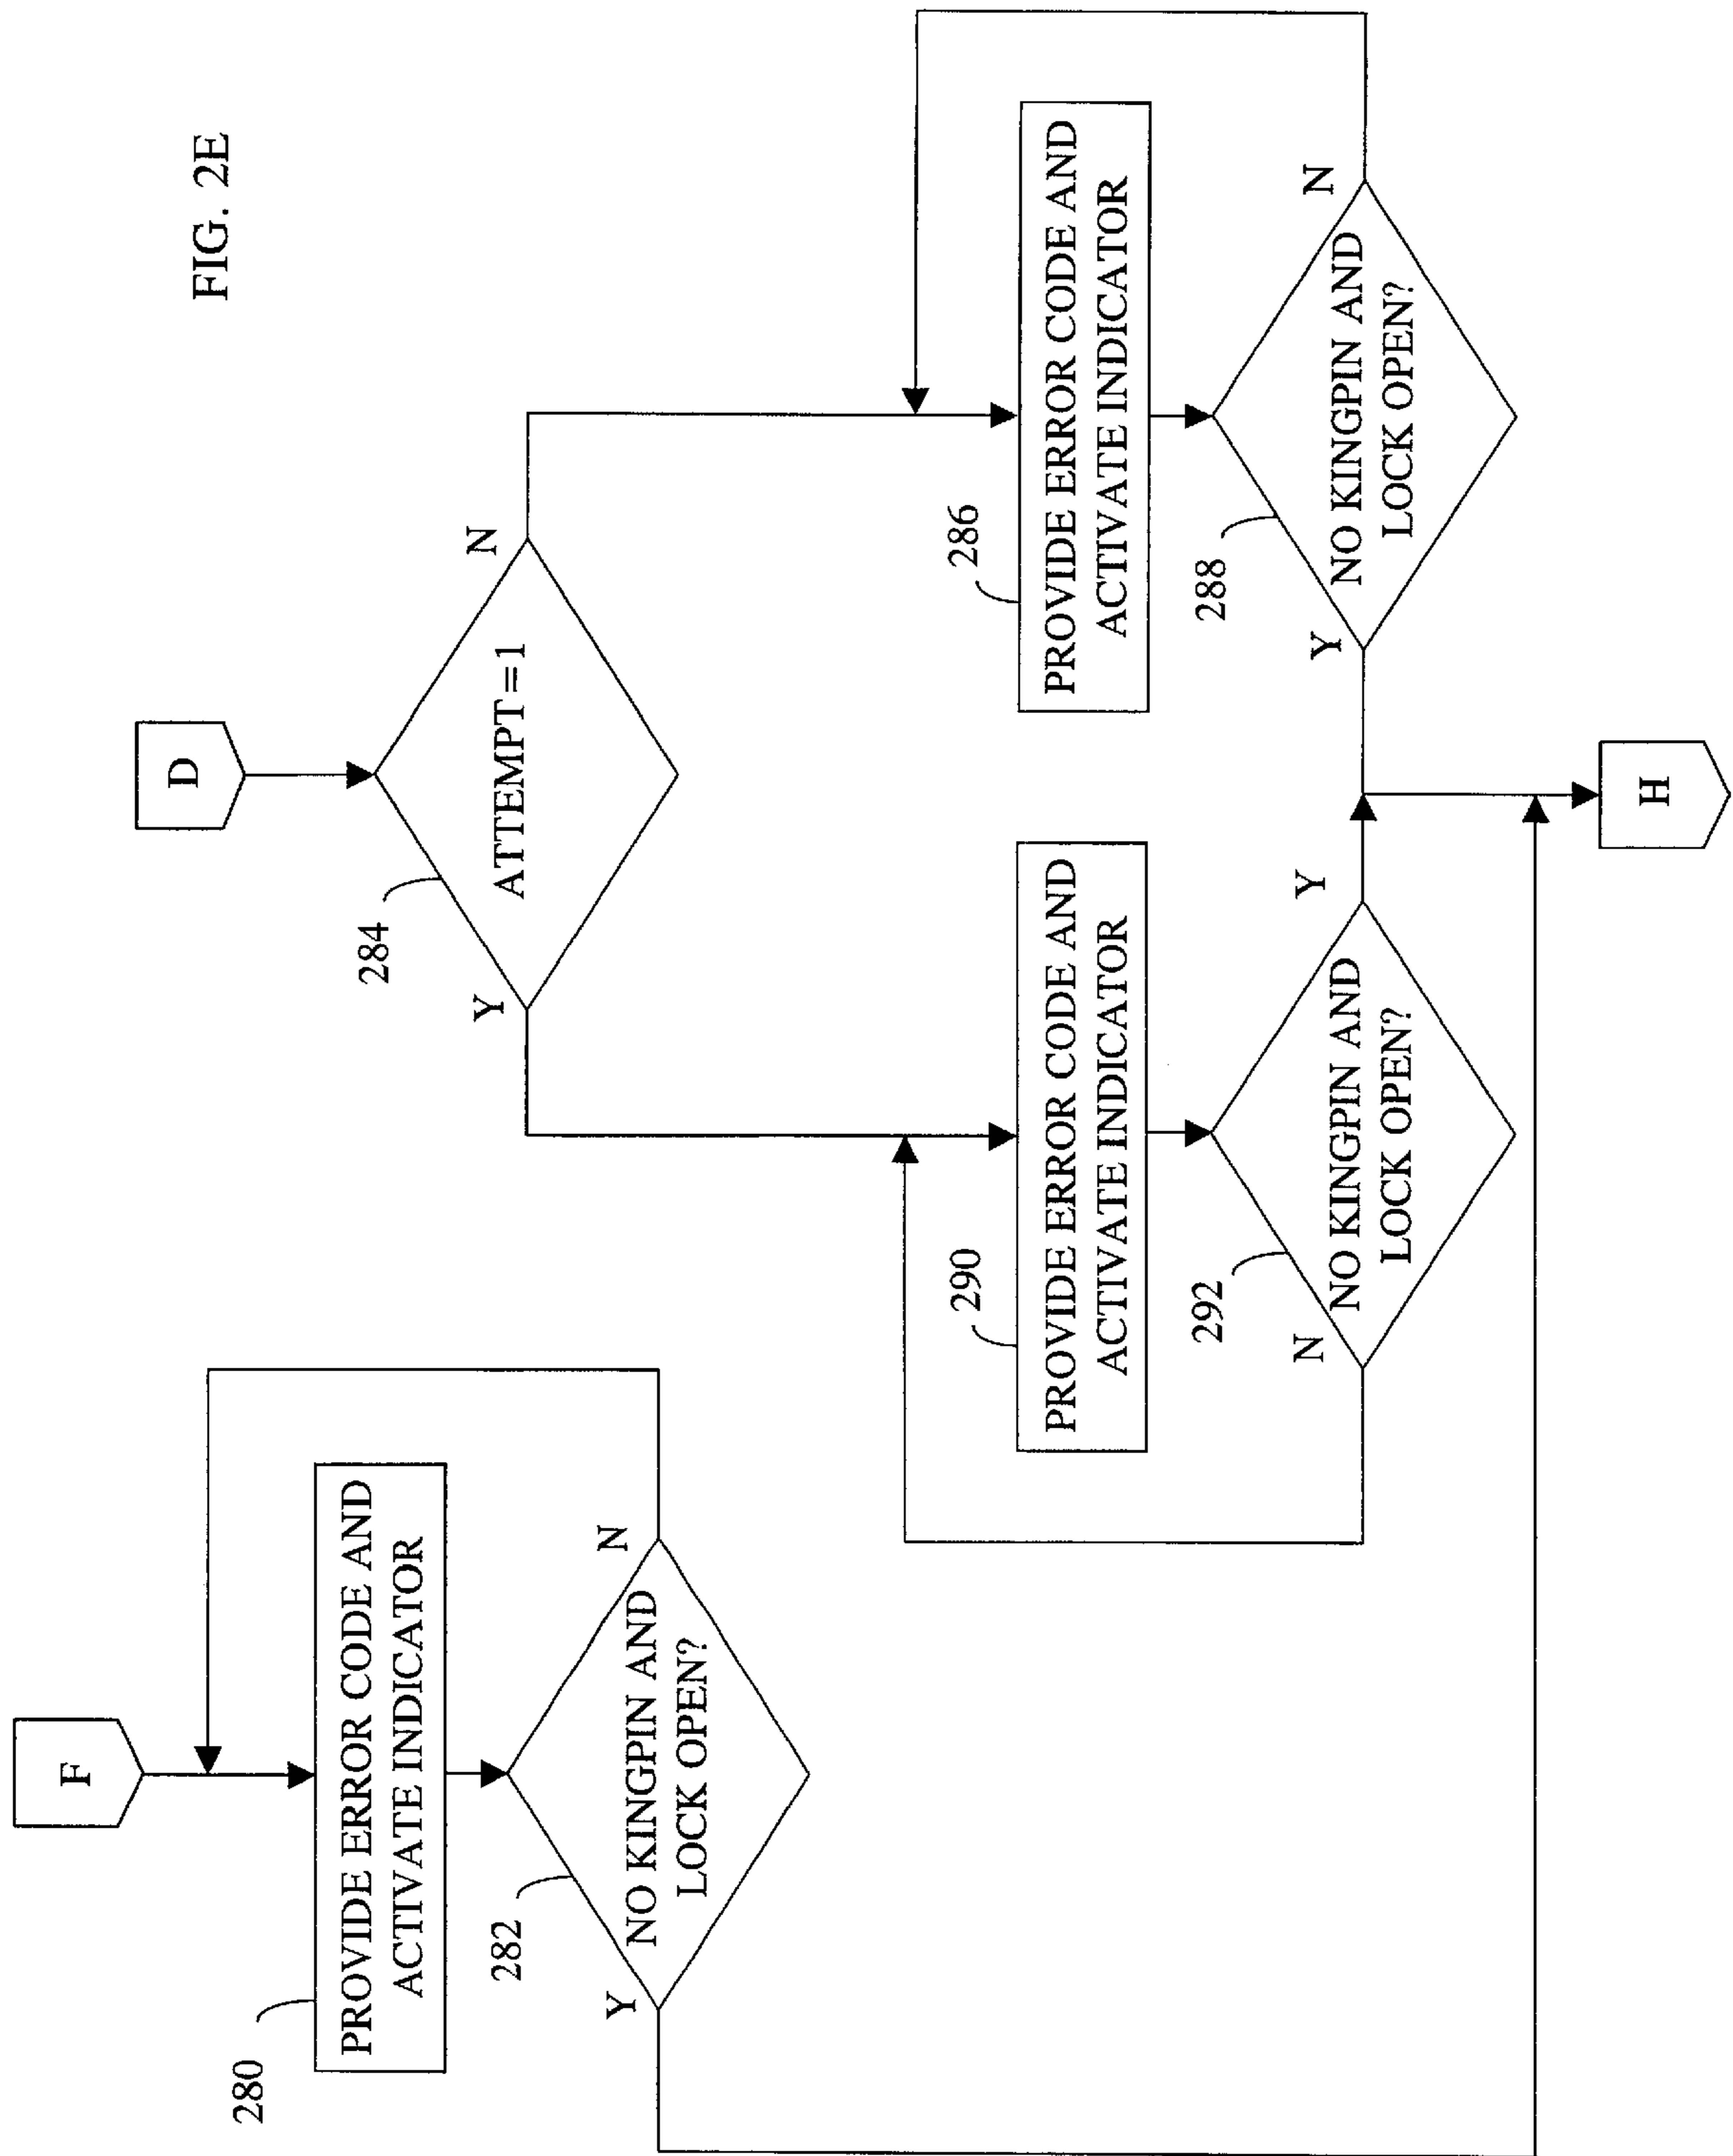 FIG. 2E
F
280
PROVIDE ERROR CODE AND
ACTIVATE INDICATOR
282
NO KINGPIN AND
LOCK OPEN?
Y
N
D
284
ATTEMPT=1
Y
N
290
PROVIDE ERROR CODE AND
ACTIVATE INDICATOR
292
NO KINGPIN AND
LOCK OPEN?
N
Y
286
PROVIDE ERROR CODE AND
ACTIVATE INDICATOR
288
NO KINGPIN AND
LOCK OPEN?
Y
N
H